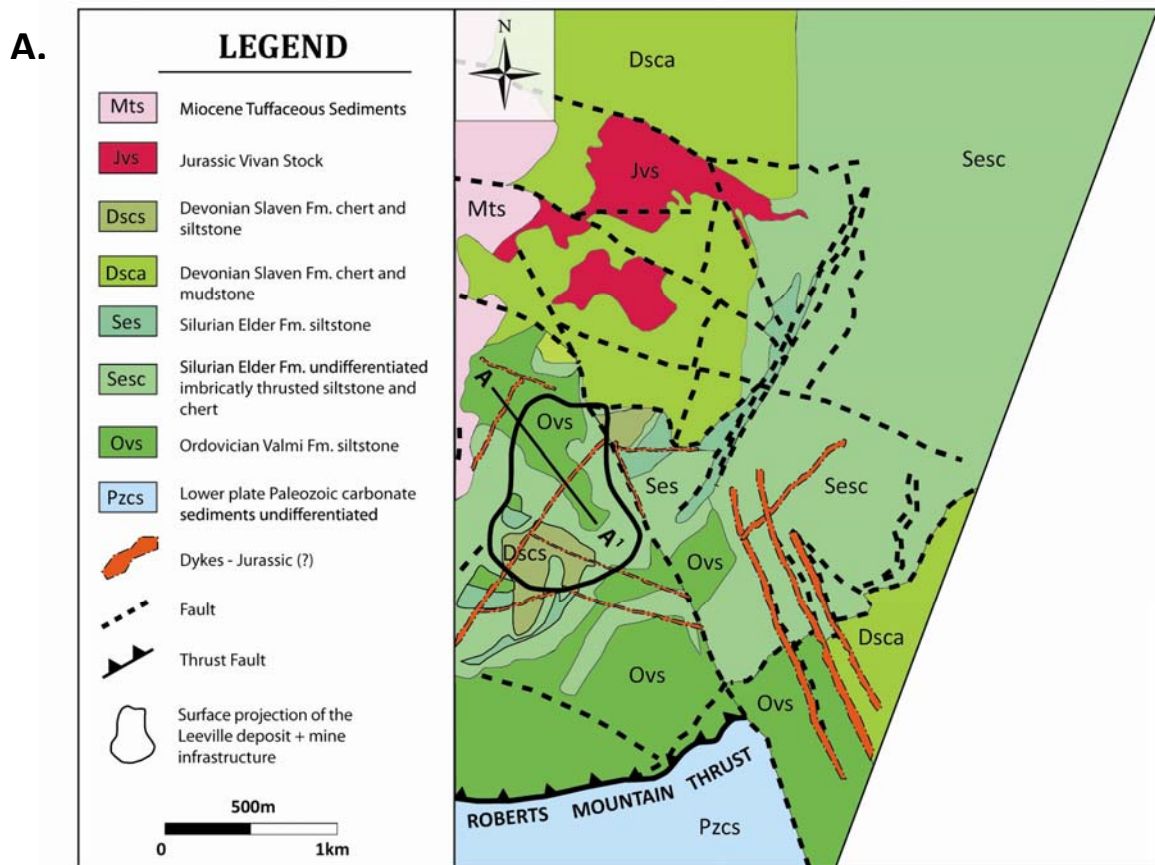 A.
LEGEND
Mts Miocene Tuffaceous Sediments
Jvs Jurassic Vivan Stock
Dscs Devonian Slaven Fm. chert and
siltstone
Dsca Devonian Slaven Fm. chert and
mudstone
Ses Silurian Elder Fm. siltstone
Sesc Silurian Elder Fm. undifferentiated
imbricatly thrusted siltstone and
chert
Ovs Ordovician Valmi Fm. siltstone
Pzcs Lower plate Paleozoic carbonate
sediments undifferentiated
Dykes - Jurassic (?)
Fault
Thrust Fault
Surface projection of the
Leeville deposit + mine
infrastructure
500m
0 1km
N
Dsca
Sesc
Jvs
Mts
A
Ovs
Ses
Sesc
A¹
Dscs
Ovs
Dsca
Ovs
Ovs
ROBERTS MOUNTAIN THRUST
Pzcs